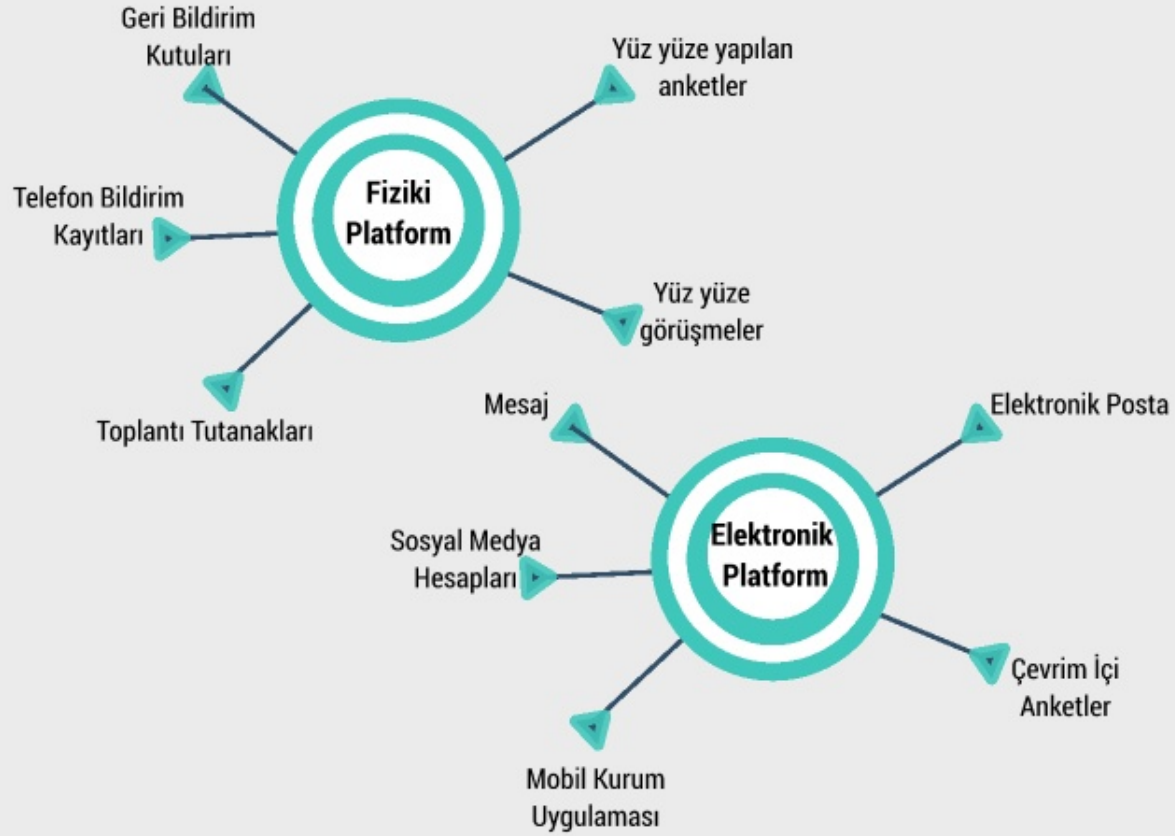 Geri Bildirim
Kutuları
Yüz yüze yapılan
anketler
Telefon Bildirim
Kayıtları
Fiziki
Platform
Yüz yüze
görüşmeler
Toplantı Tutanakları
Mesaj
Elektronik Posta
Sosyal Medya
Hesapları
Elektronik
Platform
Çevrim İçi
Anketler
Mobil Kurum
Uygulaması